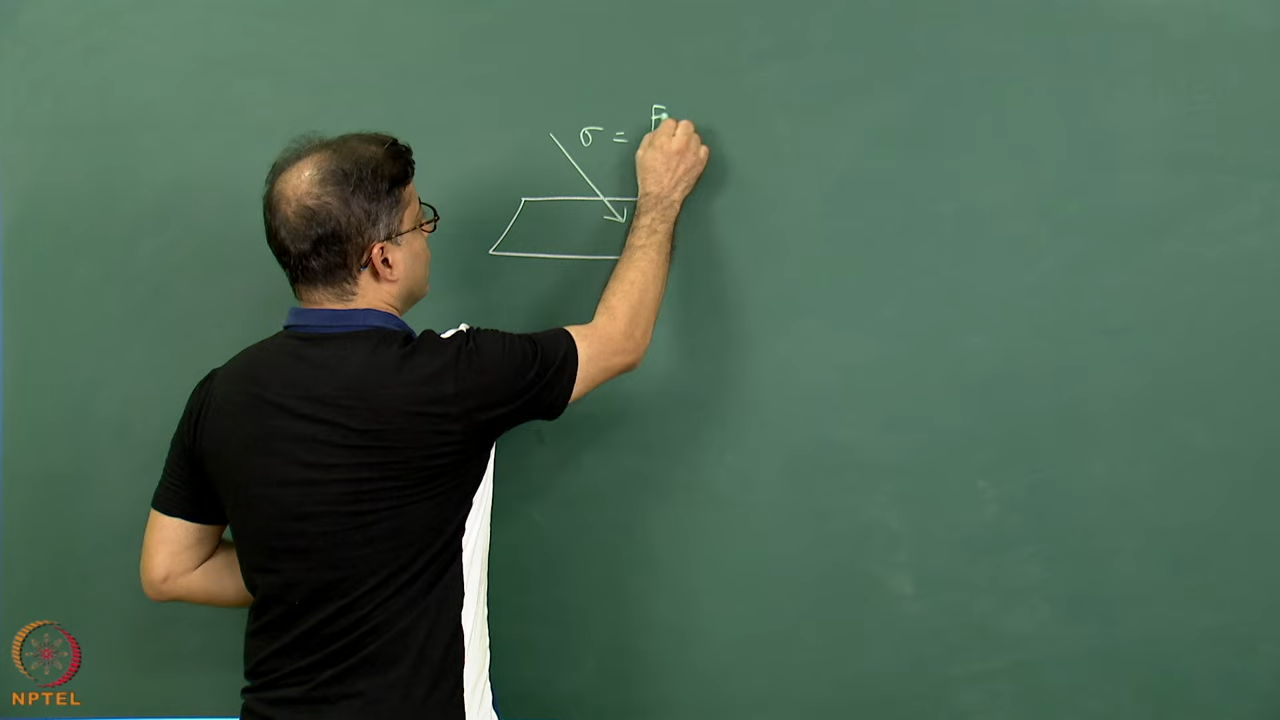 σ = F
NPTEL